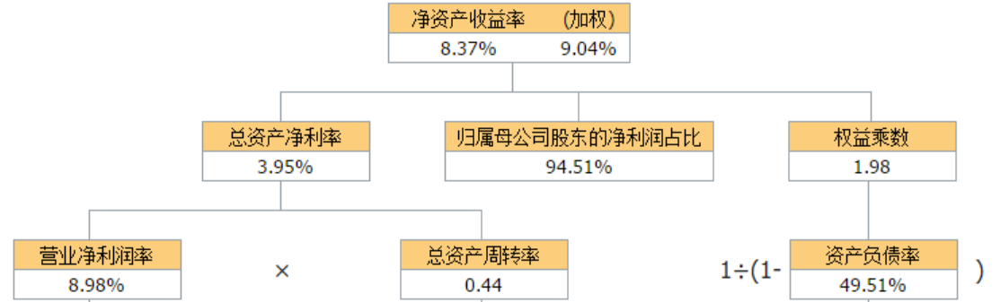 净资产收益率 (加权)
8.37% 9.04%
总资产净利率 归属母公司股东的净利润占比 权益乘数
3.95% 94.51% 1.98
营业净利润率 总资产周转率 资产负债率
8.98% × 0.44 1÷(1- 49.51% )